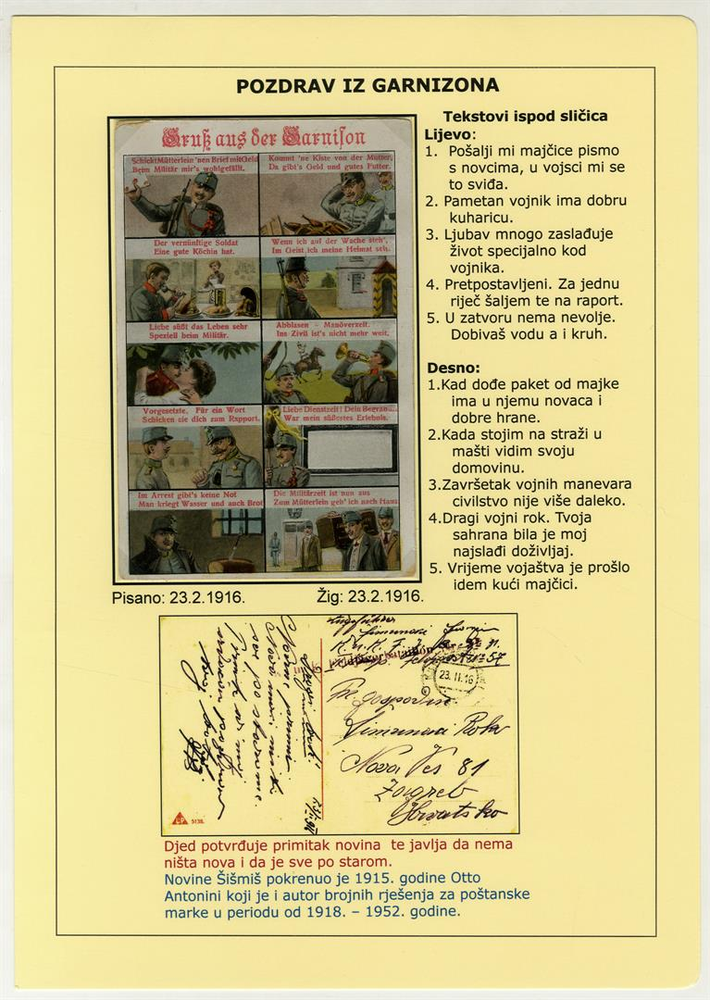 POZDRAV IZ GARNIZONA
Gruß aus der Garnison
Schickt Mütterlein 'nen Brief mit Geld
Beim Militär mir's wohlgefällt.
Kommt 'ne Kiste von der Mutter,
Da gibt's Geld und gutes Futter.
Der vernünftige Soldat
Eine gute Köchin hat.
Wenn ich auf der Wache steh',
Im Geist ich meine Heimat seh.
Liebe süßt das Leben sehr
Speziell beim Militär.
Abblasen – Manöverzeit.
Ins Zivil ist's nicht mehr weit.
Vorgesetzte. Für ein Wort
Schicken sie dich zum Rapport.
Liebe Dienstzeit! Dein
War mein süßestes Erlebnis.
Im Arrest gibt's keine Not
Man kriegt Wasser und auch Brot
Die Militärzeit ist nun aus
Zum Mütterlein geh' ich nach Haus
Tekstovi ispod sličica
Lijevo:
1. Pošalji mi majčice pismo
s novcima, u vojsci mi se
to sviđa.
2. Pametan vojnik ima dobru
kuharicu.
3. Ljubav mnogo zaslađuje
život specijalno kod
vojnika.
4. Pretpostavljeni. Za jednu
riječ šaljem te na raport.
5. U zatvoru nema nevolje.
Dobivaš vodu a i kruh.
Desno:
1.Kad dođe paket od majke
ima u njemu novaca i
dobre hrane.
2.Kada stojim na straži u
mašti vidim svoju
domovinu.
3.Završetak vojnih manevara
civilstvo nije više daleko.
4.Dragi vojni rok. Tvoja
sahrana bila je moj
najslađi doživljaj.
5. Vrijeme vojaštva je prošlo
idem kući majčici.
Pisano: 23.2.1916.
Žig: 23.2.1916.
K. u. K. F. J.
57
23. II. 16
Gospodin
Rok
Nova Ves 81
Zagreb
Hrvatska
5138.
Djed potvrđuje primitak novina te javlja da nema
ništa nova i da je sve po starom.
Novine Šišmiš pokrenuo je 1915. godine Otto
Antonini koji je i autor brojnih rješenja za poštanske
marke u periodu od 1918. – 1952. godine.